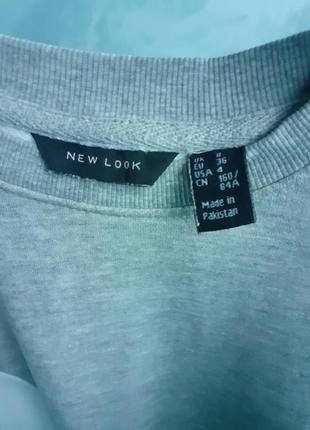 NEW LOOK
UK 8
EU 36
USA 4
CN 160/
84A
Made in
Pakistan